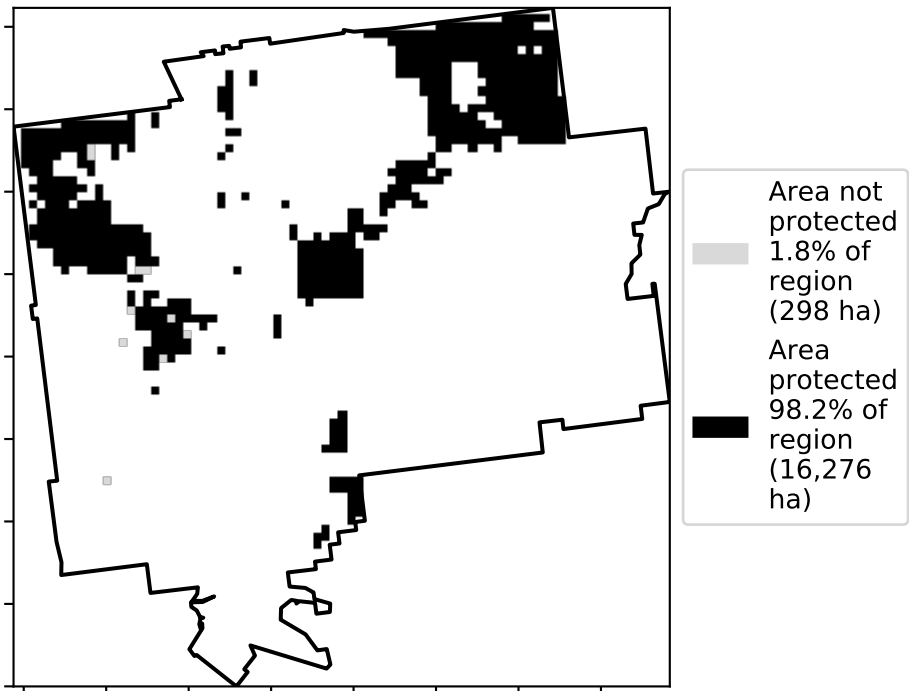 Area not
protected
1.8% of
region
(298 ha)
Area
protected
98.2% of
region
(16,276
ha)